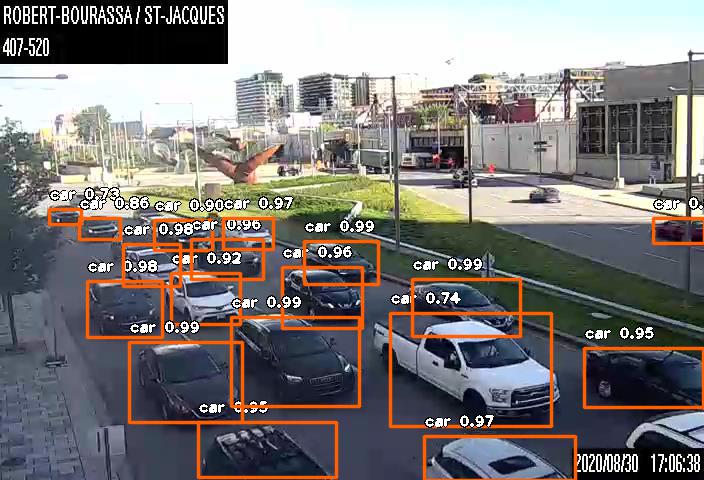 ROBERT-BOURASSA / ST-JACQUES
407-520
car 0.73
car 0.86
car 0.90
car 0.97
car 0.98
car 0.96
car 0.99
car 0.98
car 0.92
car 0.96
car 0.99
car 0.99
car 0.74
car 0.99
car 0.95
car 0.95
car 0.97
car 0.
2020/08/30 17:06:38